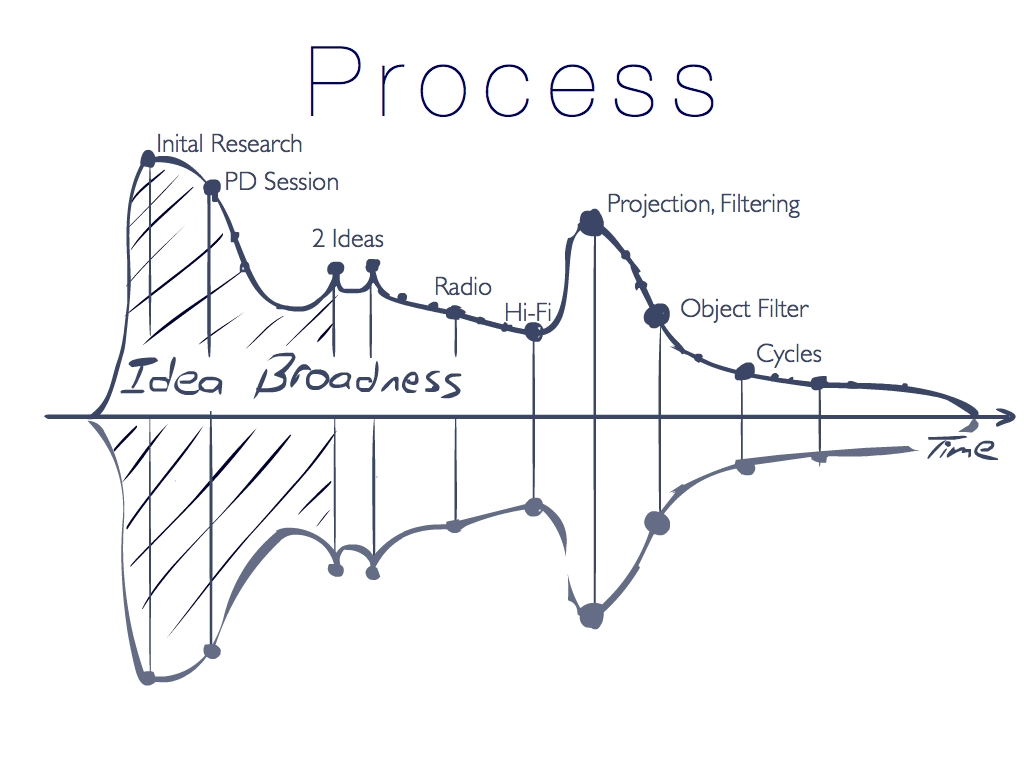 Process
Inital Research
PD Session
2 Ideas
Radio
Hi-Fi
Projection, Filtering
Object Filter
Cycles
Idea Broadness
Time